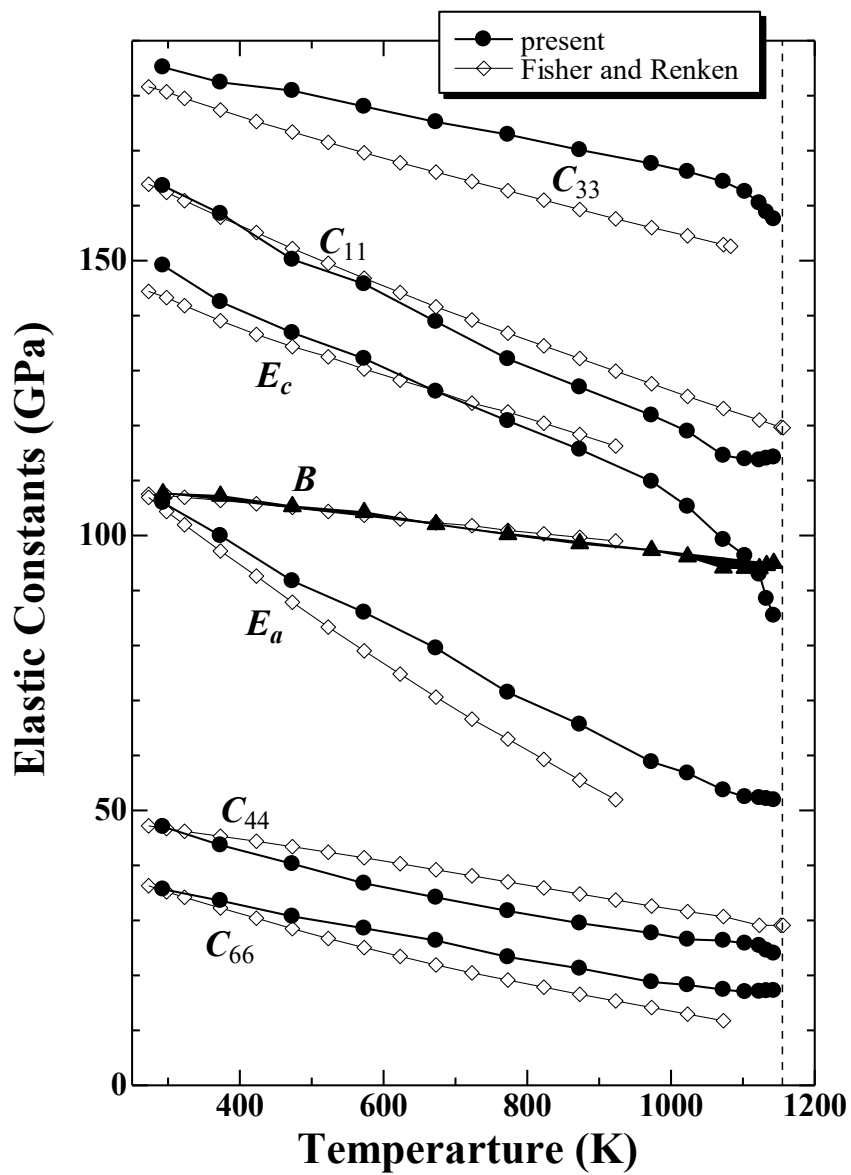 present
Fisher and Renken
C33
C11
150
Ec
B
100
Ea
50
C44
C66
0
400 600 800 1000 1200
Temperarture (K)
Elastic Constants (GPa)